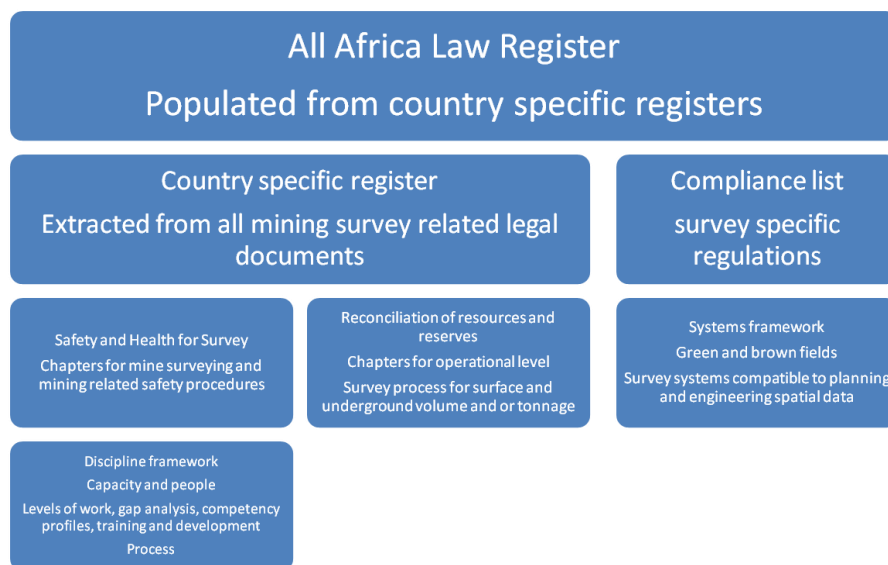 All Africa Law Register
Populated from country specific registers
Country specific register
Extracted from all mining survey related legal
documents
Compliance list
survey specific
regulations
Safety and Health for Survey
Chapters for mine surveying and
mining related safety procedures
Reconciliation of resources and
reserves
Chapters for operational level
Survey process for surface and
underground volume and or tonnage
Systems framework
Green and brown fields
Survey systems compatible to planning
and engineering spatial data
Discipline framework
Capacity and people
Levels of work, gap analysis, competency
profiles, training and development
Process